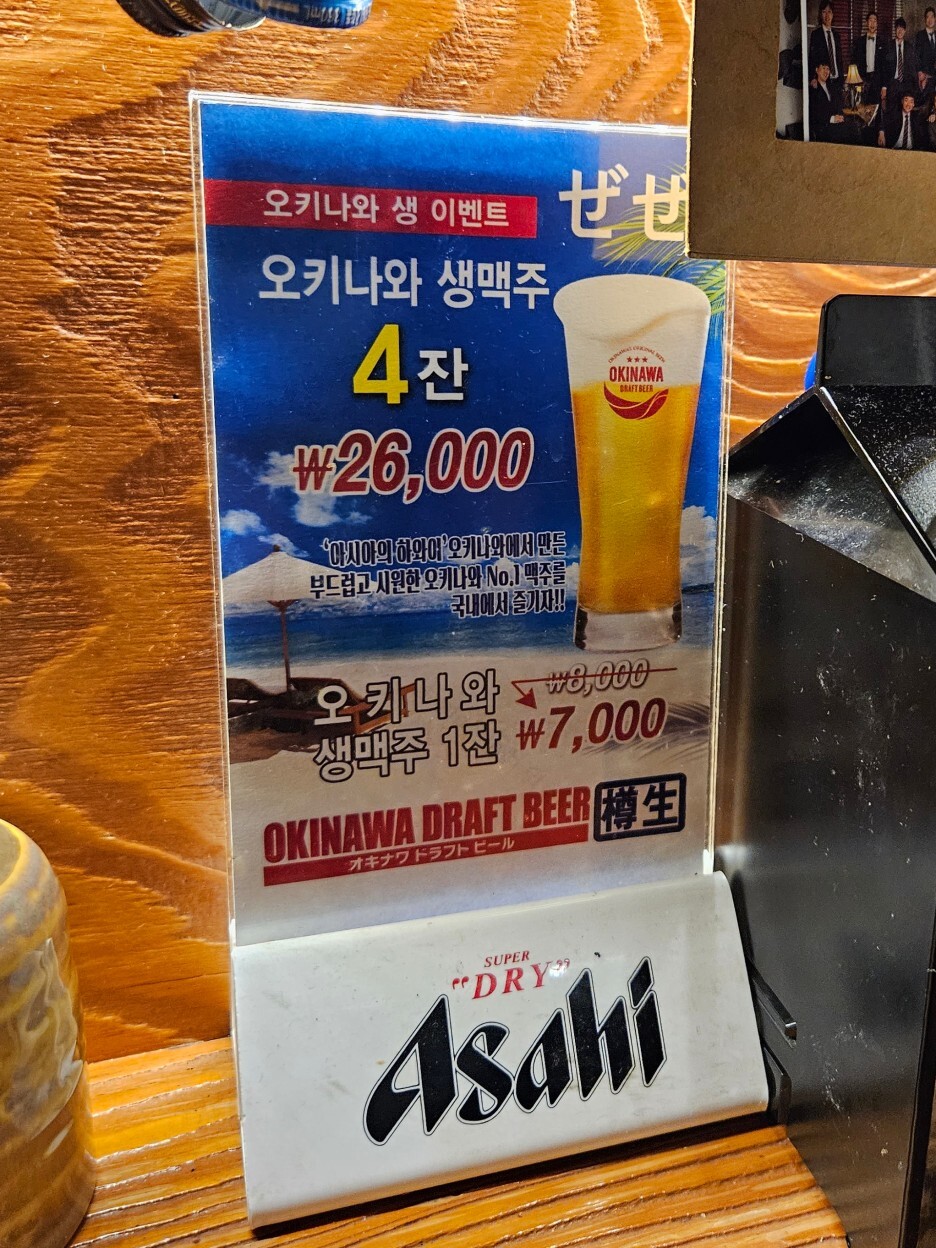 오키나와 생 이벤트
ぜぜ
오키나와 생맥주
4잔
₩26,000
OKINAWA'S ORIGINAL BEER
OKINAWA
DRAFT BEER
'아시아의 하와이' 오키나와에서 만든
부드럽고 시원한 오키나와 No.1 맥주를
국내에서 즐기자!!
오키나와
생맥주 1잔
₩8,000
₩7,000
OKINAWA DRAFT BEER
樽生
オキナワ ドラフト ビール
SUPER
"DRY"
Asahi